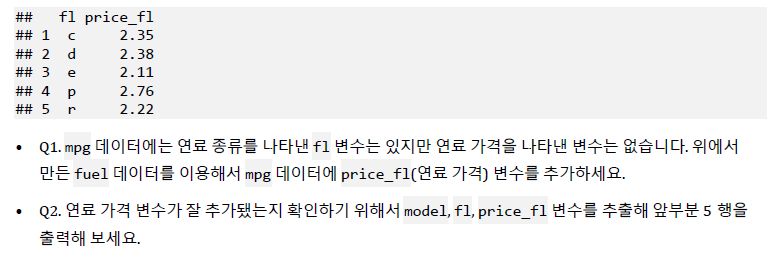 ##   fl price_fl
## 1  c     2.35
## 2  d     2.38
## 3  e     2.11
## 4  p     2.76
## 5  r     2.22
• Q1. mpg 데이터에는 연료 종류를 나타낸 fl 변수는 있지만 연료 가격을 나타낸 변수는 없습니다. 위에서
만든 fuel 데이터를 이용해서 mpg 데이터에 price_fl(연료 가격) 변수를 추가하세요.
• Q2. 연료 가격 변수가 잘 추가됐는지 확인하기 위해서 model, fl, price_fl 변수를 추출해 앞부분 5 행을
출력해 보세요.